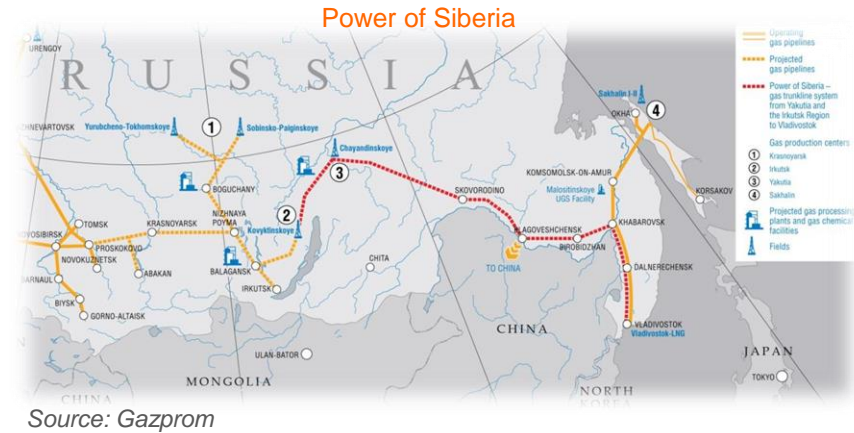 Power of Siberia
URENGOY
RUSSIA
Operating
gas pipelines
Projected
gas pipelines
Power of Siberia –
gas trunkline system
from Yakutia and
the Irkutsk Region
to Vladivostok
Gas production centers
1 Krasnoyarsk
2 Irkutsk
3 Yakutia
4 Sakhalin
Projected gas processing
plants and gas chemical
facilities
Fields
Sakhalin I-II
4
OKHA
Yurubcheno-Tokhomskoye
1
Sobinsko-Paiginskoye
Chayandinskoye
3
KOMSOMOLSK-ON-AMUR
Malositinskoye
UGS Facility
KORSAKOV
BOGUCHANY
SKOVORODINO
2
Kovyklinskoye
TOMSK
KRASNOYARSK
NIZHNAYA
POYMA
KHABAROVSK
BLAGOVESHCHENSK
BIROBIDZHAN
PROSKOKOVO
NOVOKUZNETSK
ABAKAN
BALAGANSK
CHITA
TO CHINA
DALNERECHENSK
IRKUTSK
BIYSK
GORNO-ALTAISK
CHINA
VLADIVOSTOK
Vladivostok-LNG
ULAN-BATOR
MONGOLIA
JAPAN
TOKYO
NORTH
KOREA
CHINA
Source: Gazprom